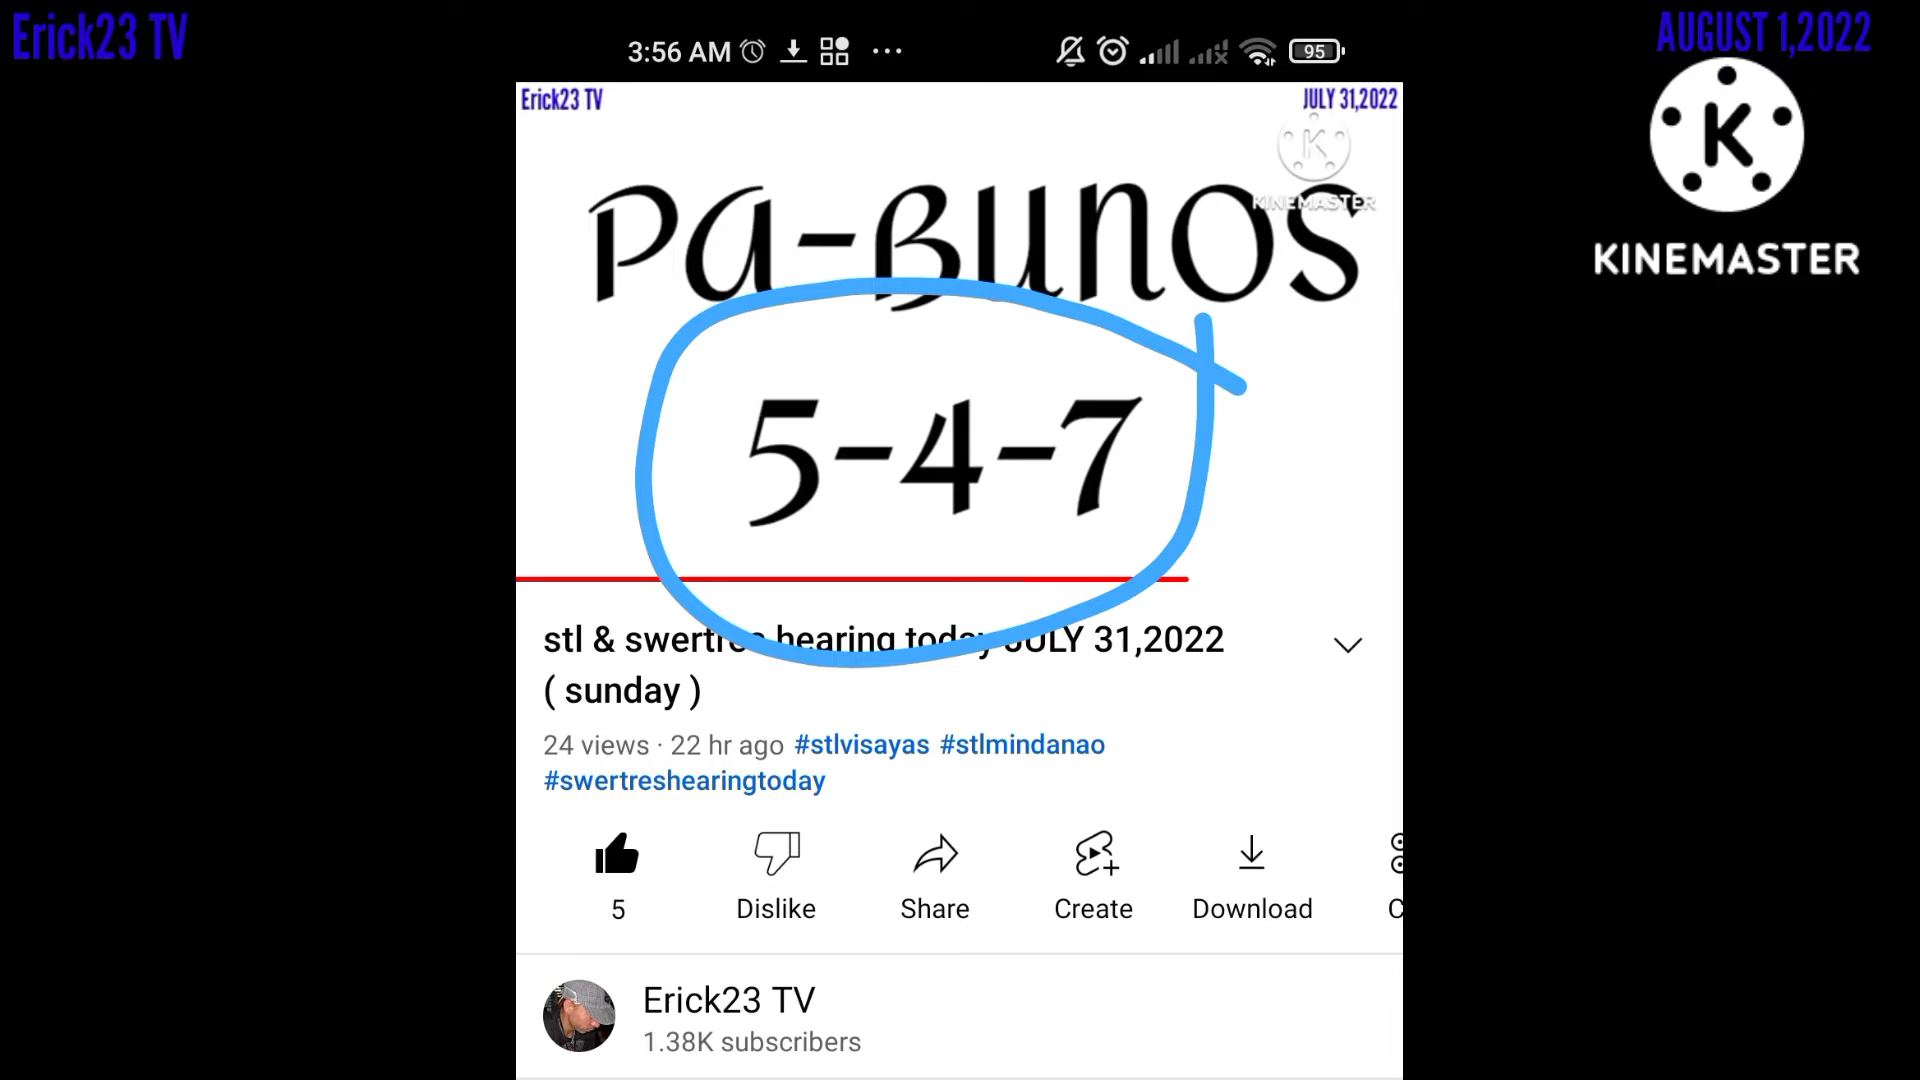 Erick23 TV
AUGUST 1,2022
3:56 AM
95
Erick23 TV
JULY 31,2022
K
KINEMASTER
K
KINEMASTER
PA-BUNOS
5-4-7
stl & swertres hearing today JULY 31,2022
( sunday )
24 views · 22 hr ago #stlvisayas #stlmindanao
#swertreshearingtoday
5
Dislike
Share
Create
Download
C
Erick23 TV
1.38K subscribers